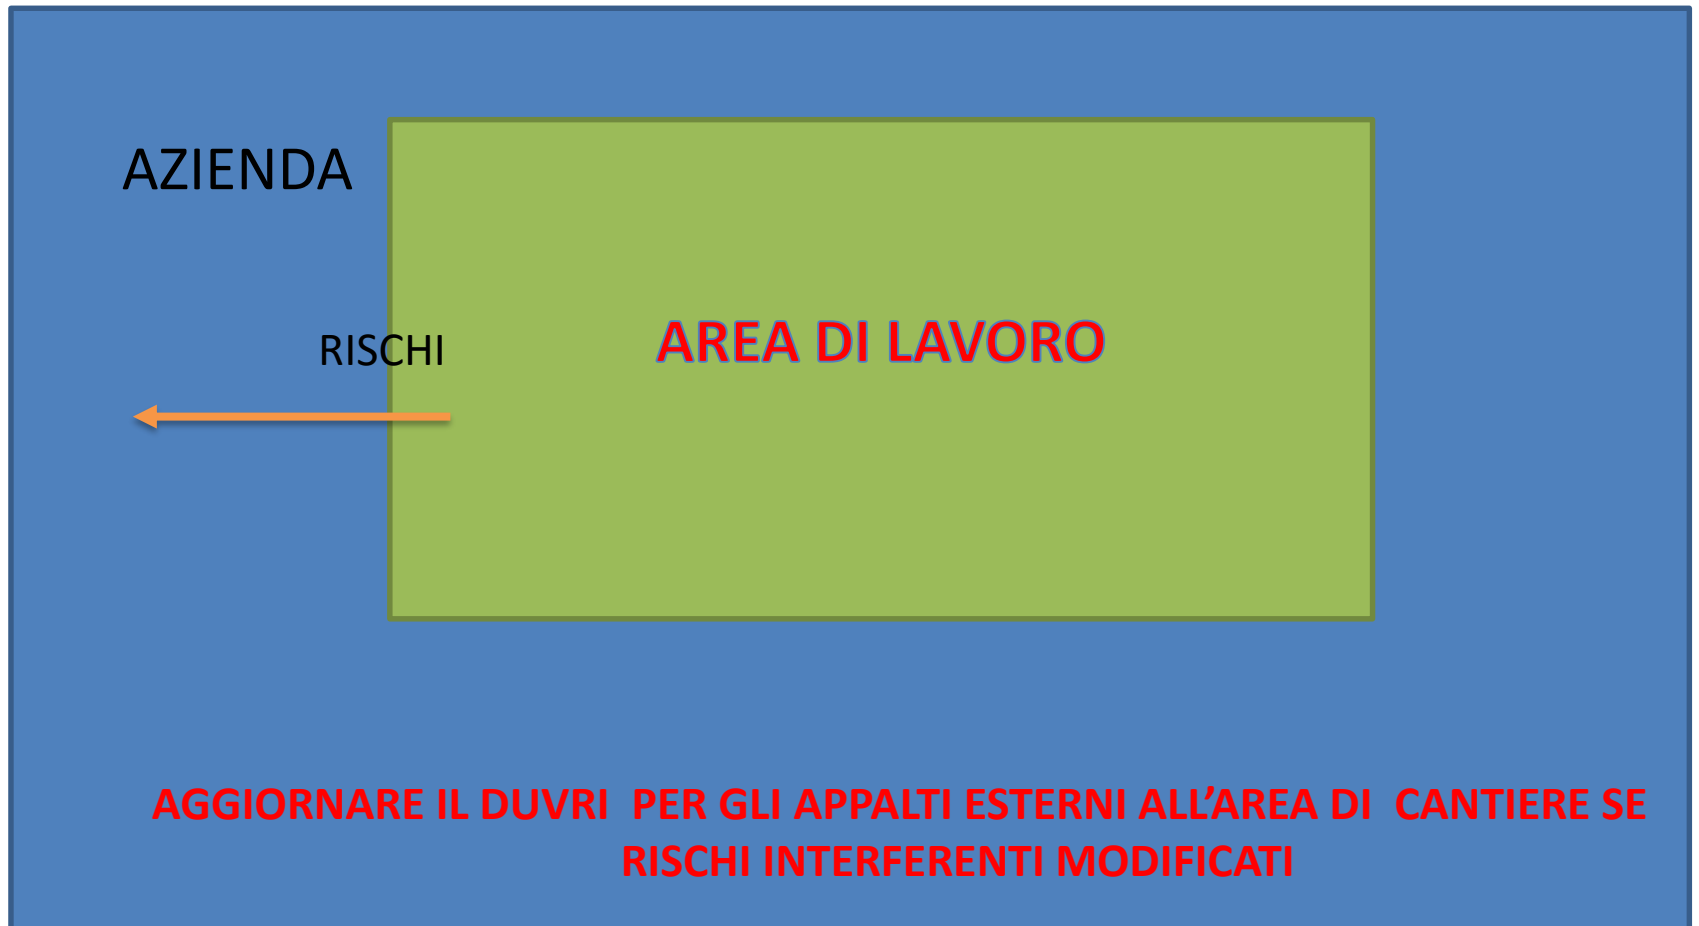 AZIENDA
RISCHI
AREA DI LAVORO
AGGIORNARE IL DUVRI PER GLI APPALTI ESTERNI ALL’AREA DI CANTIERE SE
RISCHI INTERFERENTI MODIFICATI